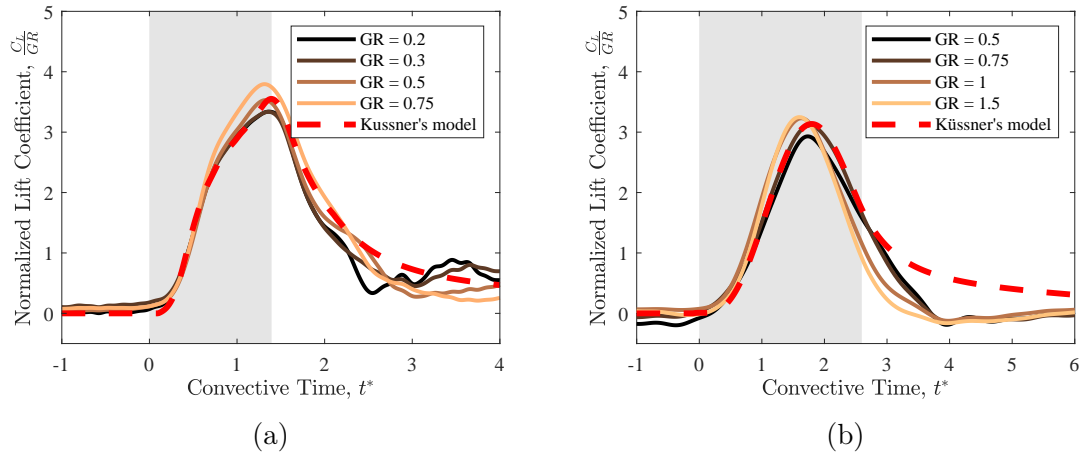 Normalized Lift Coefficient, C_L/GR
5
4
3
2
1
0
-1 0 1 2 3 4
Convective Time, t*
GR = 0.2
GR = 0.3
GR = 0.5
GR = 0.75
Kussner's model
(a)
Normalized Lift Coefficient, C_L/GR
5
4
3
2
1
0
-1 0 1 2 3 4 5 6
Convective Time, t*
GR = 0.5
GR = 0.75
GR = 1
GR = 1.5
Küssner's model
(b)